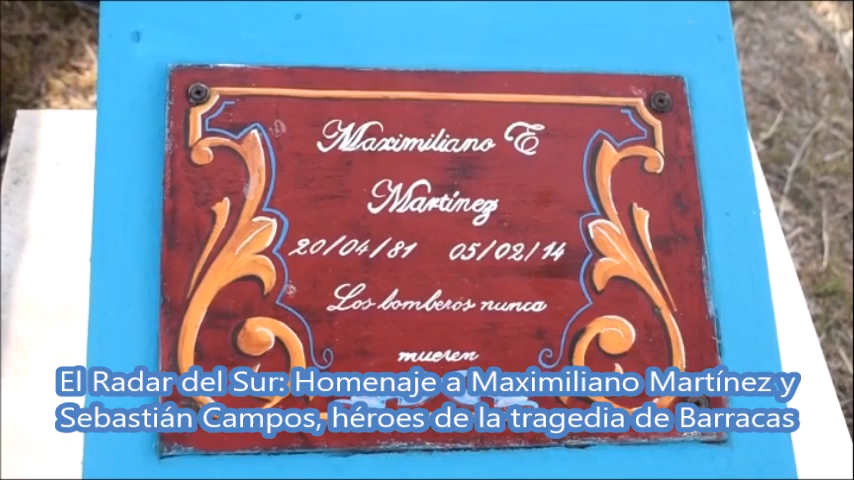 Maximiliano E
Martínez
20/04/81 05/02/14
Los bomberos nunca
mueren
El Radar del Sur: Homenaje a Maximiliano Martínez y
Sebastián Campos, héroes de la tragedia de Barracas